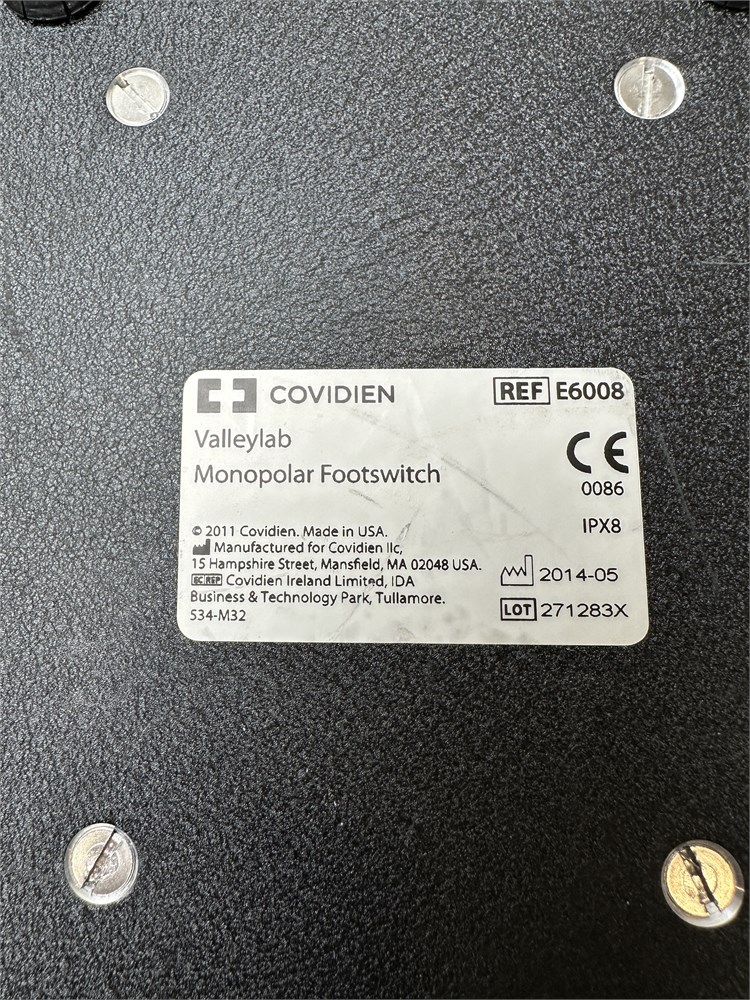 COVIDIEN
REF E6008
Valleylab
Monopolar Footswitch
CE
0086
IPX8
© 2011 Covidien. Made in USA.
Manufactured for Covidien llc,
15 Hampshire Street, Mansfield, MA 02048 USA.
EC REP Covidien Ireland Limited, IDA
Business & Technology Park, Tullamore.
534-M32
2014-05
LOT 271283X